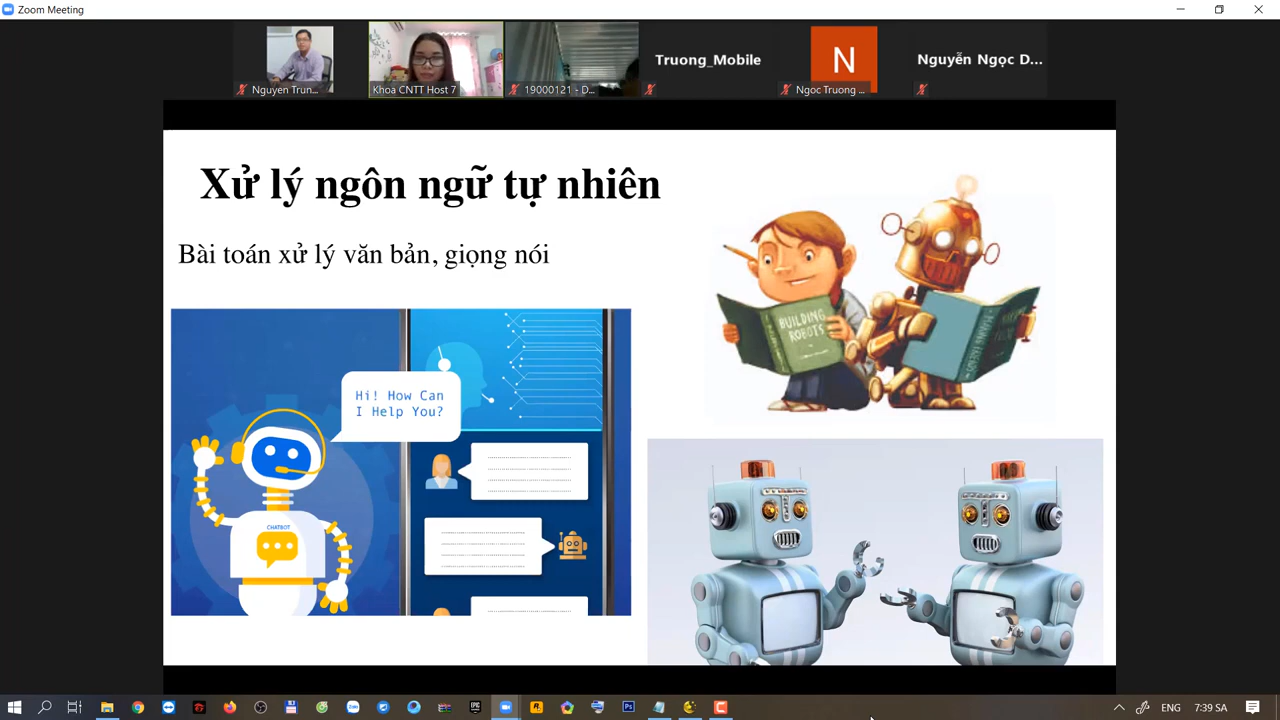 Zoom Meeting
Nguyen Trun...
Khoa CNTT Host 7
19000121 - D...
Truong_Mobile
N
Ngoc Truong ...
Nguyễn Ngọc D...
Xử lý ngôn ngữ tự nhiên
Bài toán xử lý văn bản, giọng nói
Hi! How Can
I Help You?
CHATBOT
BUILDING
ROBOTS
ENG
7:39 SA